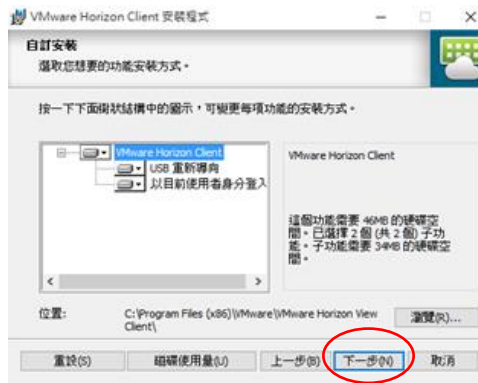 VMware Horizon Client 安裝程式
自訂安裝
選取您想要的功能安裝方式。
按一下下面樹狀結構中的圖示，可變更每項功能的安裝方式。
VMware Horizon Client
USB 重新導向
以目前使用者身分登入
VMware Horizon Client
這個功能需要 46MB 的硬碟空
間。已選擇 2 個 (共 2 個) 子功
能。子功能需要 34MB 的硬碟空
間。
位置:
C:\Program Files (x86)\VMware\VMware Horizon View
Client\
瀏覽(R)...
重設(S)
磁碟使用量(U)
上一步(B)
下一步(N)
取消